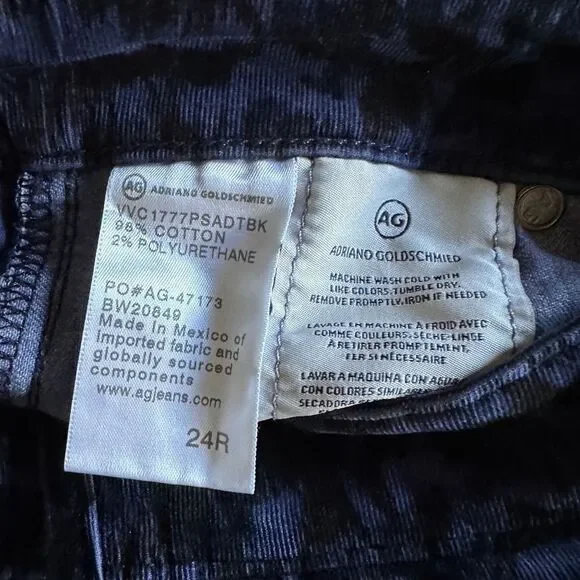 AG ADRIANO GOLDSCHMIED
VVC1777PSADTBK
98% COTTON
2% POLYURETHANE
PO#AG-47173
BW20849
Made in Mexico of
imported fabric and
globally sourced
components
www.agjeans.com
24R
AG
ADRIANO GOLDSCHMIED
MACHINE WASH COLD WITH
LIKE COLORS. TUMBLE DRY.
REMOVE PROMPTLY. IRON IF NEEDED
LAVAGE EN MACHINE A FROID AVEC
COMME COULEURS. SÈCHE-LINGE
À RETIRER PROMPTEMENT,
FER SI NÉCESSAIRE
LAVAR A MAQUINA CON AGUA
CON COLORES
SECADORA